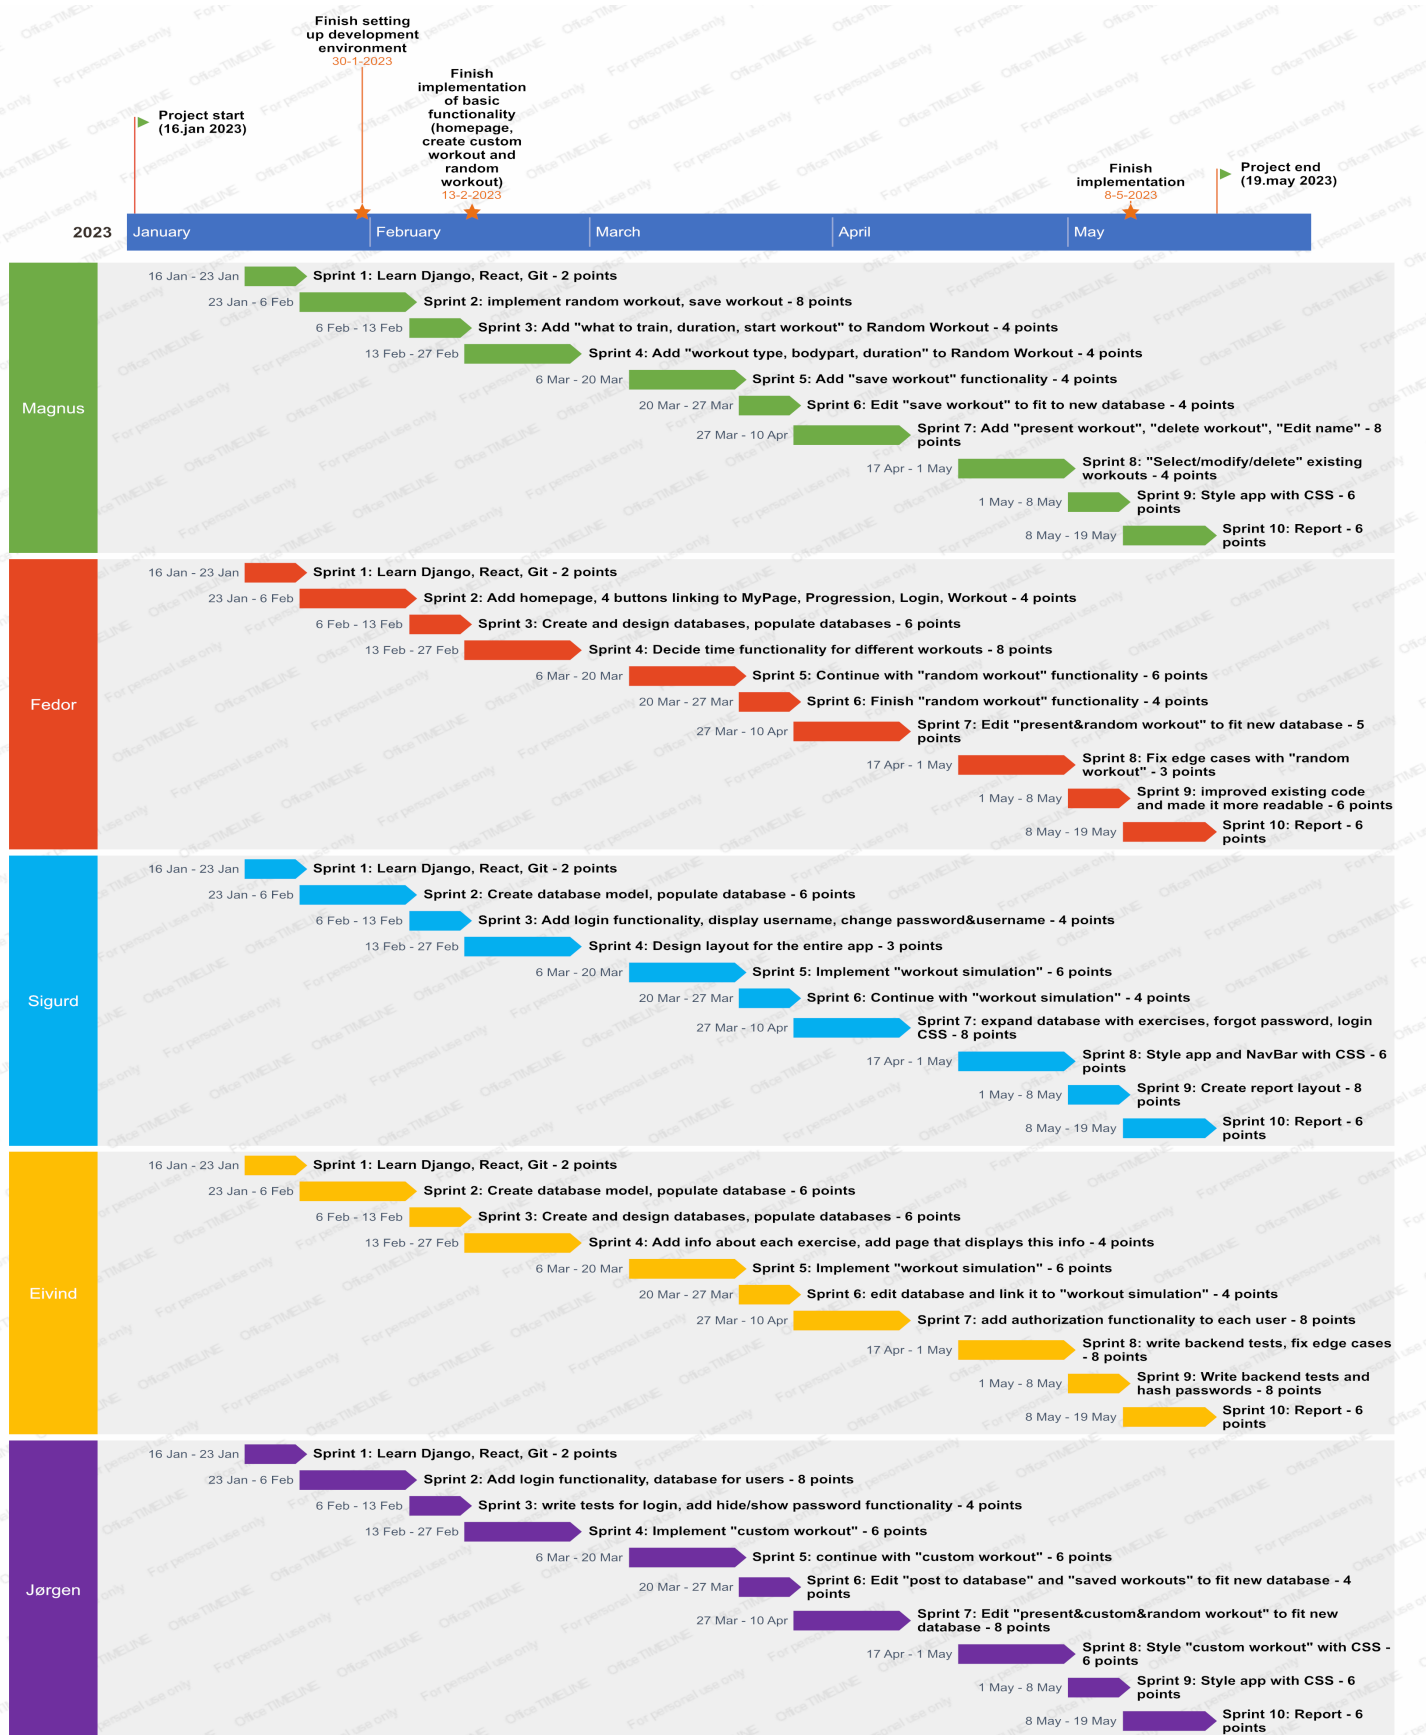 Finish setting
up development
environment
30-1-2023
Finish
implementation
of basic
functionality
(homepage,
create custom
workout and
random
workout)
13-2-2023
Project start
(16.jan 2023)
Finish
implementation
8-5-2023
Project end
(19.may 2023)
2023 January February March April May
Magnus
16 Jan - 23 Jan Sprint 1: Learn Django, React, Git - 2 points
23 Jan - 6 Feb Sprint 2: implement random workout, save workout - 8 points
6 Feb - 13 Feb Sprint 3: Add "what to train, duration, start workout" to Random Workout - 4 points
13 Feb - 27 Feb Sprint 4: Add "workout type, bodypart, duration" to Random Workout - 4 points
6 Mar - 20 Mar Sprint 5: Add "save workout" functionality - 4 points
20 Mar - 27 Mar Sprint 6: Edit "save workout" to fit to new database - 4 points
27 Mar - 10 Apr Sprint 7: Add "present workout", "delete workout", "Edit name" - 8
points
17 Apr - 1 May Sprint 8: "Select/modify/delete" existing
workouts - 4 points
1 May - 8 May Sprint 9: Style app with CSS - 6
points
8 May - 19 May Sprint 10: Report - 6
points
Fedor
16 Jan - 23 Jan Sprint 1: Learn Django, React, Git - 2 points
23 Jan - 6 Feb Sprint 2: Add homepage, 4 buttons linking to MyPage, Progression, Login, Workout - 4 points
6 Feb - 13 Feb Sprint 3: Create and design databases, populate databases - 6 points
13 Feb - 27 Feb Sprint 4: Decide time functionality for different workouts - 8 points
6 Mar - 20 Mar Sprint 5: Continue with "random workout" functionality - 6 points
20 Mar - 27 Mar Sprint 6: Finish "random workout" functionality - 4 points
27 Mar - 10 Apr Sprint 7: Edit "present&random workout" to fit new database - 5
points
17 Apr - 1 May Sprint 8: Fix edge cases with "random
workout" - 3 points
1 May - 8 May Sprint 9: improved existing code
and made it more readable - 6 points
8 May - 19 May Sprint 10: Report - 6
points
Sigurd
16 Jan - 23 Jan Sprint 1: Learn Django, React, Git - 2 points
23 Jan - 6 Feb Sprint 2: Create database model, populate database - 6 points
6 Feb - 13 Feb Sprint 3: Add login functionality, display username, change password&username - 4 points
13 Feb - 27 Feb Sprint 4: Design layout for the entire app - 3 points
6 Mar - 20 Mar Sprint 5: Implement "workout simulation" - 6 points
20 Mar - 27 Mar Sprint 6: Continue with "workout simulation" - 4 points
27 Mar - 10 Apr Sprint 7: expand database with exercises, forgot password, login
CSS - 8 points
17 Apr - 1 May Sprint 8: Style app and NavBar with CSS - 6
points
1 May - 8 May Sprint 9: Create report layout - 8
points
8 May - 19 May Sprint 10: Report - 6
points
Eivind
16 Jan - 23 Jan Sprint 1: Learn Django, React, Git - 2 points
23 Jan - 6 Feb Sprint 2: Create database model, populate database - 6 points
6 Feb - 13 Feb Sprint 3: Create and design databases, populate databases - 6 points
13 Feb - 27 Feb Sprint 4: Add info about each exercise, add page that displays this info - 4 points
6 Mar - 20 Mar Sprint 5: Implement "workout simulation" - 6 points
20 Mar - 27 Mar Sprint 6: edit database and link it to "workout simulation" - 4 points
27 Mar - 10 Apr Sprint 7: add authorization functionality to each user - 8 points
17 Apr - 1 May Sprint 8: write backend tests, fix edge cases
- 8 points
1 May - 8 May Sprint 9: Write backend tests and
hash passwords - 8 points
8 May - 19 May Sprint 10: Report - 6
points
Jørgen
16 Jan - 23 Jan Sprint 1: Learn Django, React, Git - 2 points
23 Jan - 6 Feb Sprint 2: Add login functionality, database for users - 8 points
6 Feb - 13 Feb Sprint 3: write tests for login, add hide/show password functionality - 4 points
13 Feb - 27 Feb Sprint 4: Implement "custom workout" - 6 points
6 Mar - 20 Mar Sprint 5: continue with "custom workout" - 6 points
20 Mar - 27 Mar Sprint 6: Edit "post to database" and "saved workouts" to fit new database - 4
points
27 Mar - 10 Apr Sprint 7: Edit "present&custom&random workout" to fit new
database - 8 points
17 Apr - 1 May Sprint 8: Style "custom workout" with CSS -
6 points
1 May - 8 May Sprint 9: Style app with CSS - 6
points
8 May - 19 May Sprint 10: Report - 6
points
Office TIMELINE
For personal use only